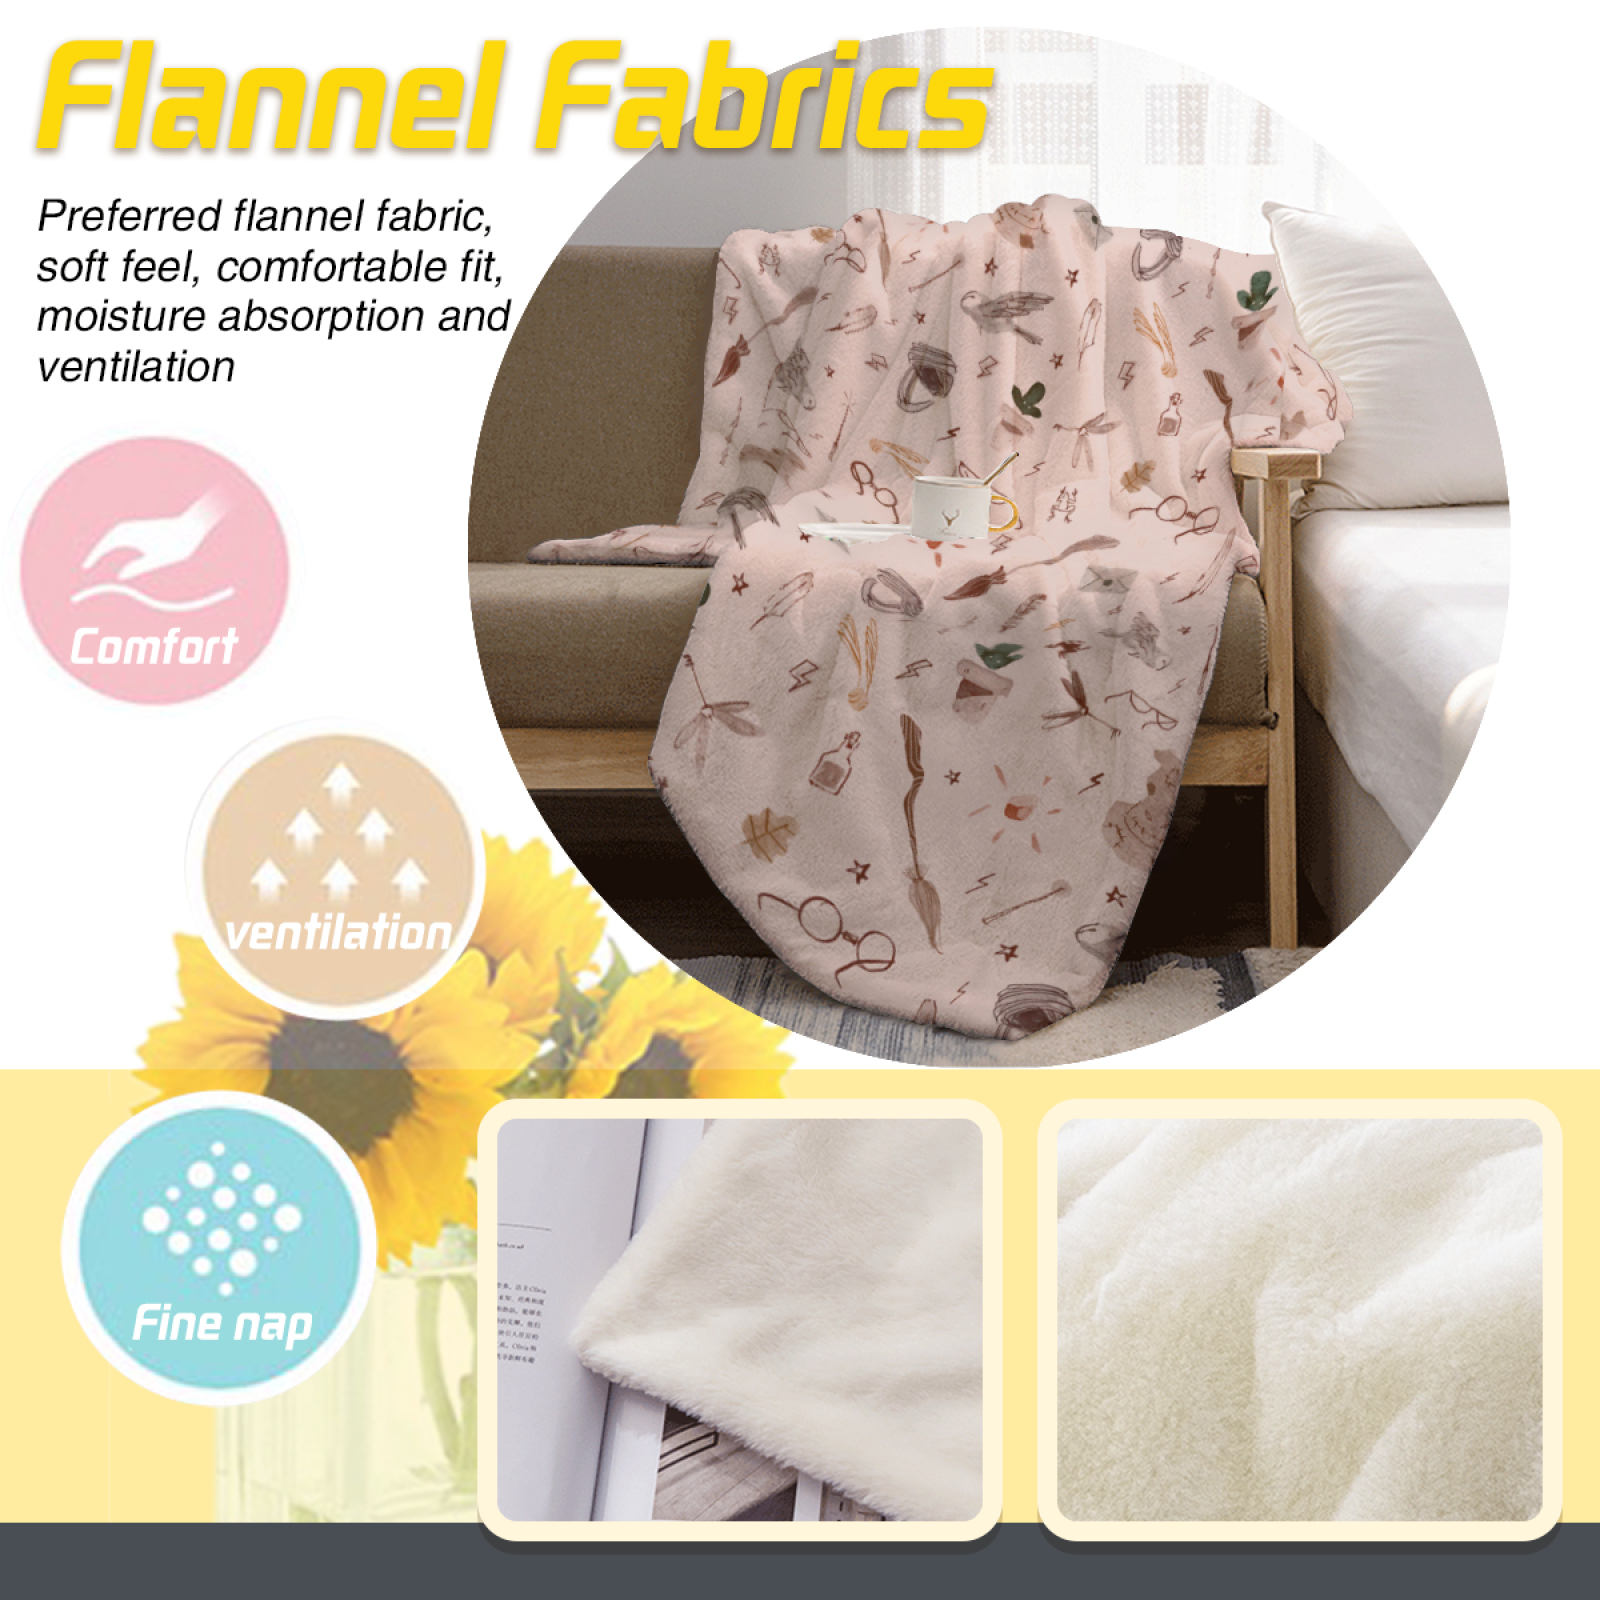 Flannel Fabrics
Preferred flannel fabric,
soft feel, comfortable fit,
moisture absorption and
ventilation
Comfort
ventilation
Fine nap